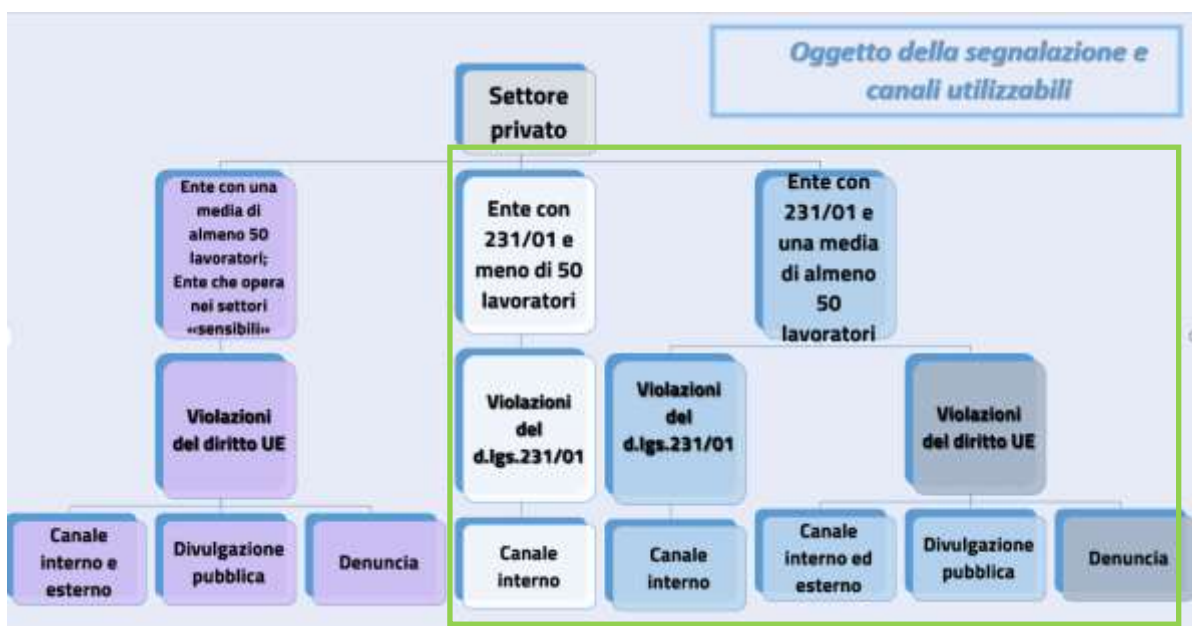 Oggetto della segnalazione e
canali utilizzabili
Settore
privato
Ente con una
media di
almeno 50
lavoratori;
Ente che opera
nei settori
«sensibili»
Ente con
231/01 e
meno di 50
lavoratori
Ente con
231/01 e
una media
di almeno
50
lavoratori
Violazioni
del diritto UE
Violazioni
del
d.lgs.231/01
Violazioni
del
d.lgs.231/01
Violazioni
del diritto UE
Canale
interno e
esterno
Divulgazione
pubblica
Denuncia
Canale
interno
Canale
interno
Canale
interno ed
esterno
Divulgazione
pubblica
Denuncia